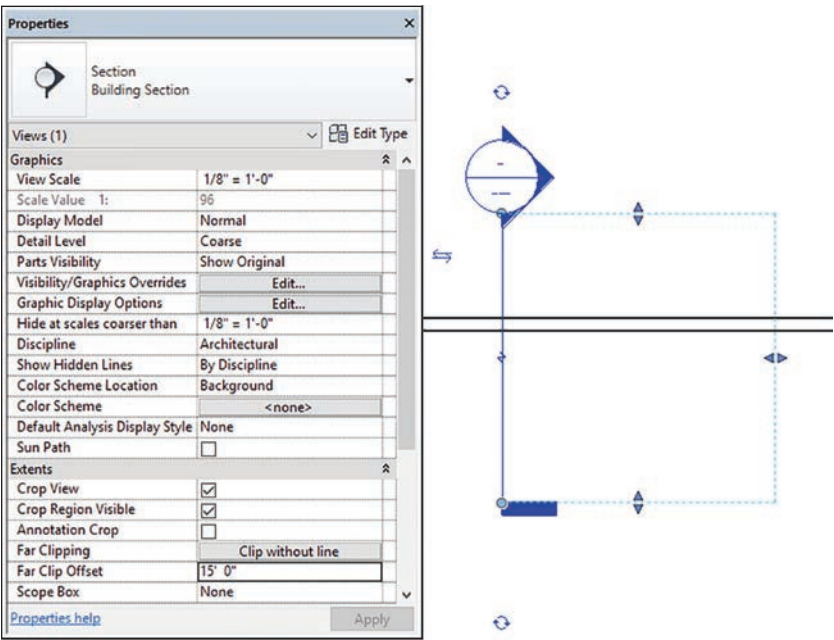 Properties
Section
Building Section
Views (1)
Edit Type
Graphics
View Scale 1/8" = 1'-0"
Scale Value 1: 96
Display Model Normal
Detail Level Coarse
Parts Visibility Show Original
Visibility/Graphics Overrides Edit...
Graphic Display Options Edit...
Hide at scales coarser than 1/8" = 1'-0"
Discipline Architectural
Show Hidden Lines By Discipline
Color Scheme Location Background
Color Scheme <none>
Default Analysis Display Style None
Sun Path
Extents
Crop View
Crop Region Visible
Annotation Crop
Far Clipping Clip without line
Far Clip Offset 15' 0"
Scope Box None
Properties help
Apply